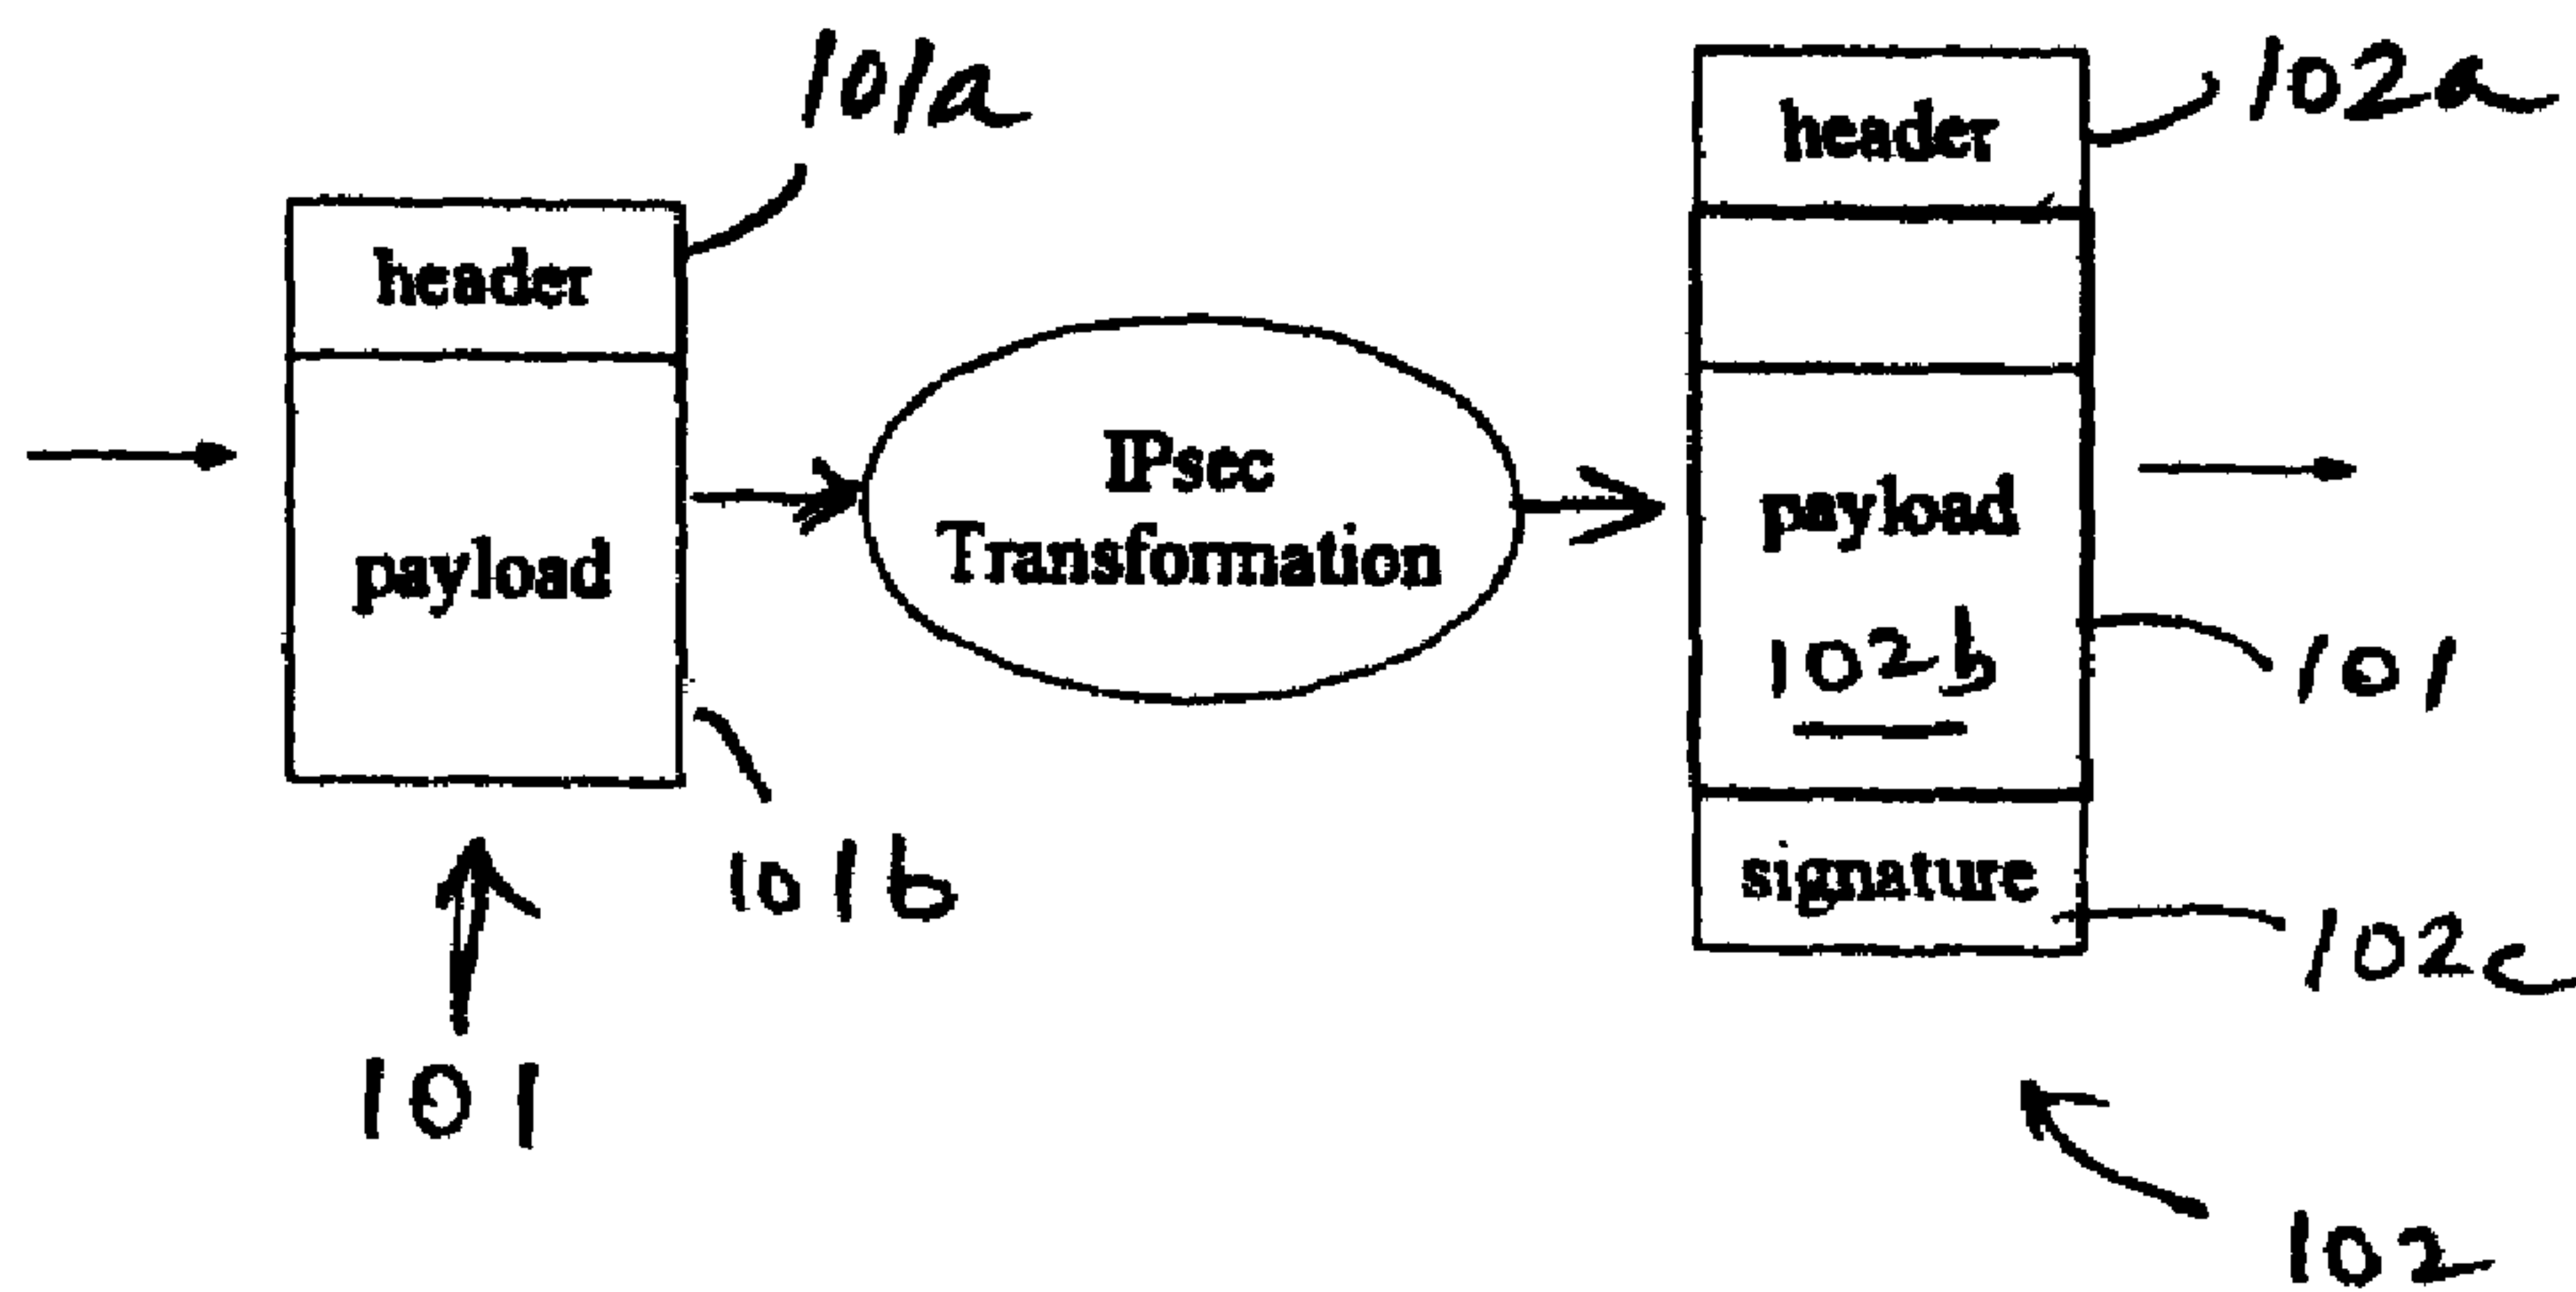 101a
header
payload
101b
101
IPsec
Transformation
header
102a
payload
102b
101
signature
102c
102